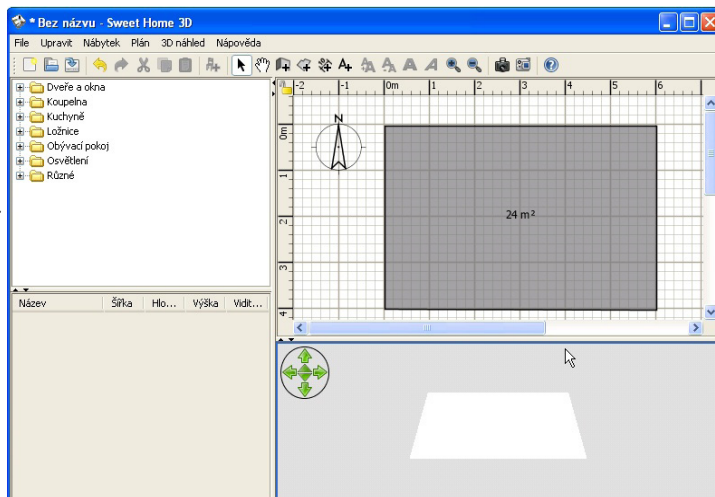 * Bez názvu - Sweet Home 3D
File Upravit Nábytek Plán 3D náhled Nápověda
Dveře a okna
Koupelna
Kuchyně
Ložnice
Obývací pokoj
Osvětlení
Různé
-2 -1 0m 1 2 3 4 5 6
0m
1
2
3
4
N
24 m²
Název Šířka Hlo... Výška Vidit...